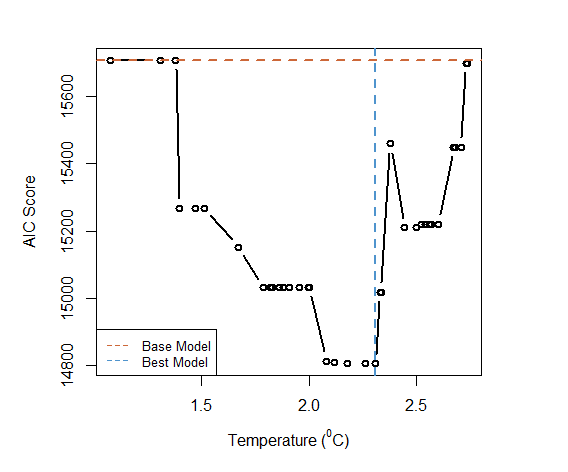 AIC Score
15600
15400
15200
15000
14800
Base Model
Best Model
1.5 2.0 2.5
Temperature (⁰C)